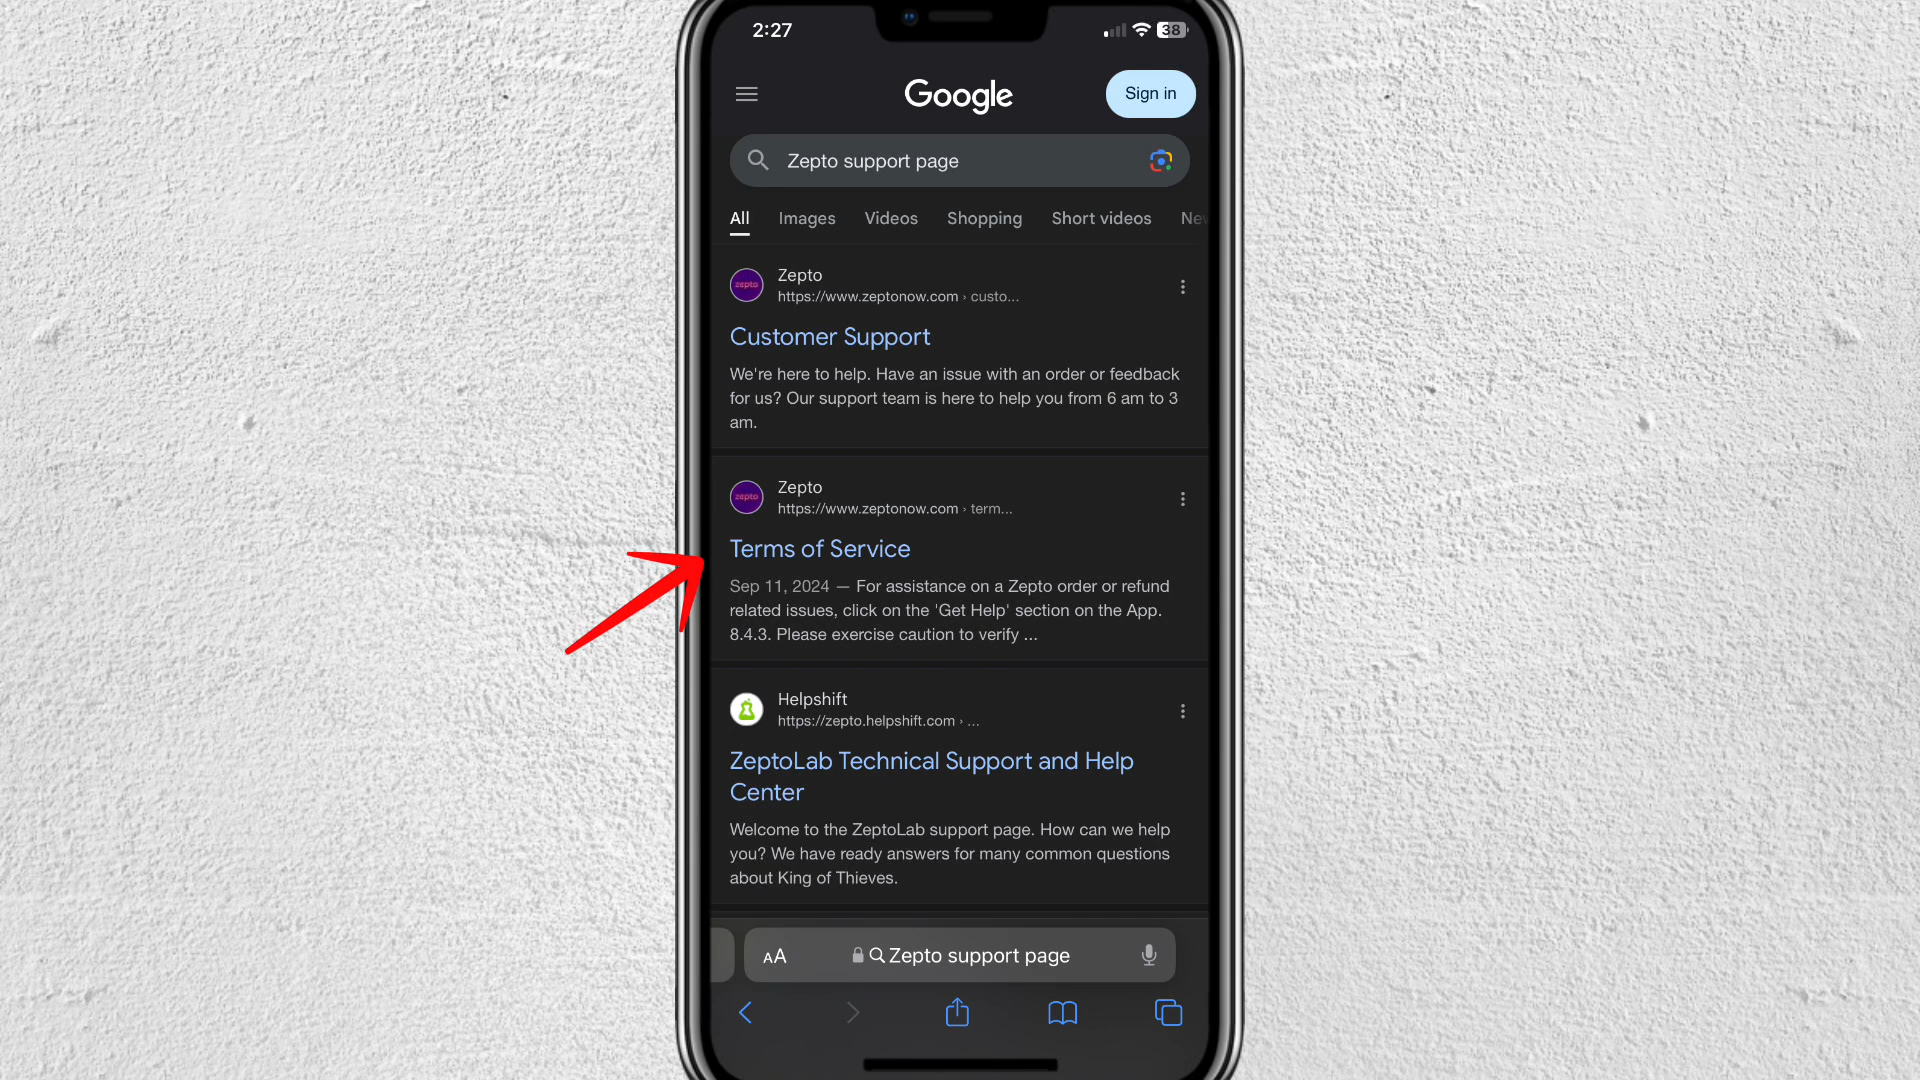 2:27
38
Google
Sign in
Zepto support page
All Images Videos Shopping Short videos Nev
zepto
Zepto
https://www.zeptonow.com › custo...
Customer Support
We're here to help. Have an issue with an order or feedback
for us? Our support team is here to help you from 6 am to 3
am.
zepto
Zepto
https://www.zeptonow.com › term...
Terms of Service
Sep 11, 2024 — For assistance on a Zepto order or refund
related issues, click on the 'Get Help' section on the App.
8.4.3. Please exercise caution to verify ...
Helpshift
https://zepto.helpshift.com › ...
ZeptoLab Technical Support and Help
Center
Welcome to the ZeptoLab support page. How can we help
you? We have ready answers for many common questions
about King of Thieves.
AA Zepto support page